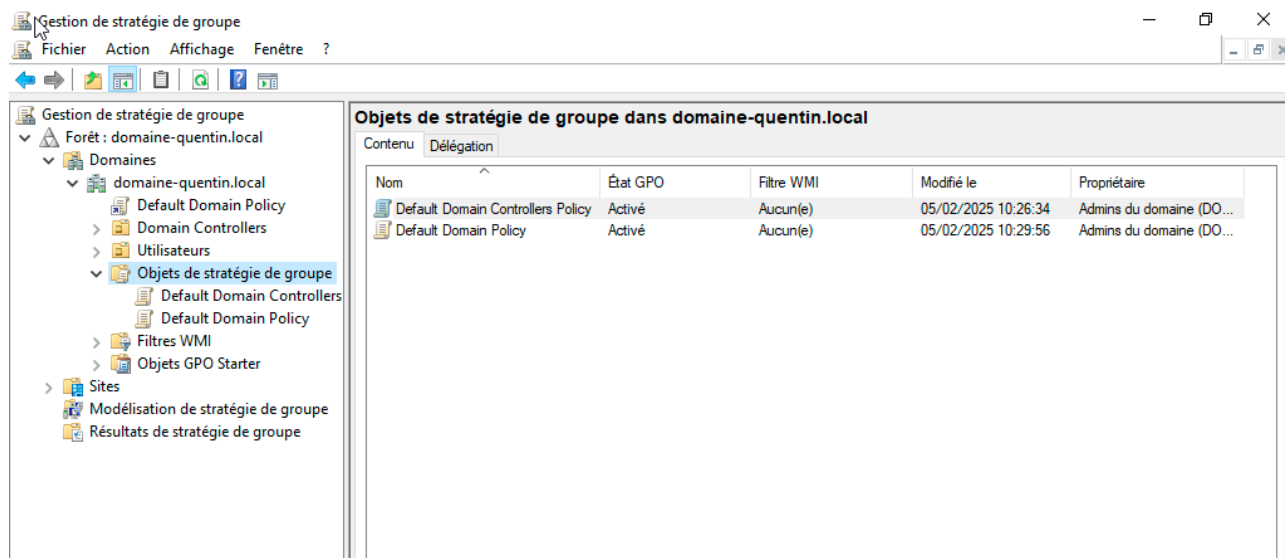 Gestion de stratégie de groupe
Fichier Action Affichage Fenêtre ?
Gestion de stratégie de groupe
Forêt : domaine-quentin.local
Domaines
domaine-quentin.local
Default Domain Policy
Domain Controllers
Utilisateurs
Objets de stratégie de groupe
Default Domain Controllers
Default Domain Policy
Filtres WMI
Objets GPO Starter
Sites
Modélisation de stratégie de groupe
Résultats de stratégie de groupe
Objets de stratégie de groupe dans domaine-quentin.local
Contenu Délégation
Nom État GPO Filtre WMI Modifié le Propriétaire
Default Domain Controllers Policy Activé Aucun(e) 05/02/2025 10:26:34 Admins du domaine (DO...
Default Domain Policy Activé Aucun(e) 05/02/2025 10:29:56 Admins du domaine (DO...